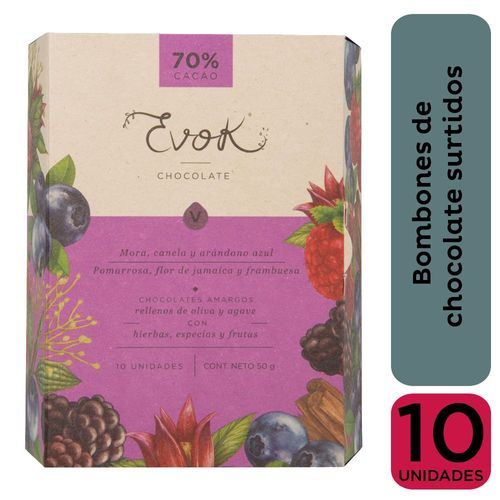 70%
CACAO
Evok
CHOCOLATE
V
Mora, canela y arándano azul
Pomarrosa, flor de jamaica y frambuesa
CHOCOLATES AMARGOS
rellenos de oliva y agave
CON
hierbas, especias y frutas
10 UNIDADES CONT. NETO 50 g
Bombones de
chocolate surtidos
10
UNIDADES